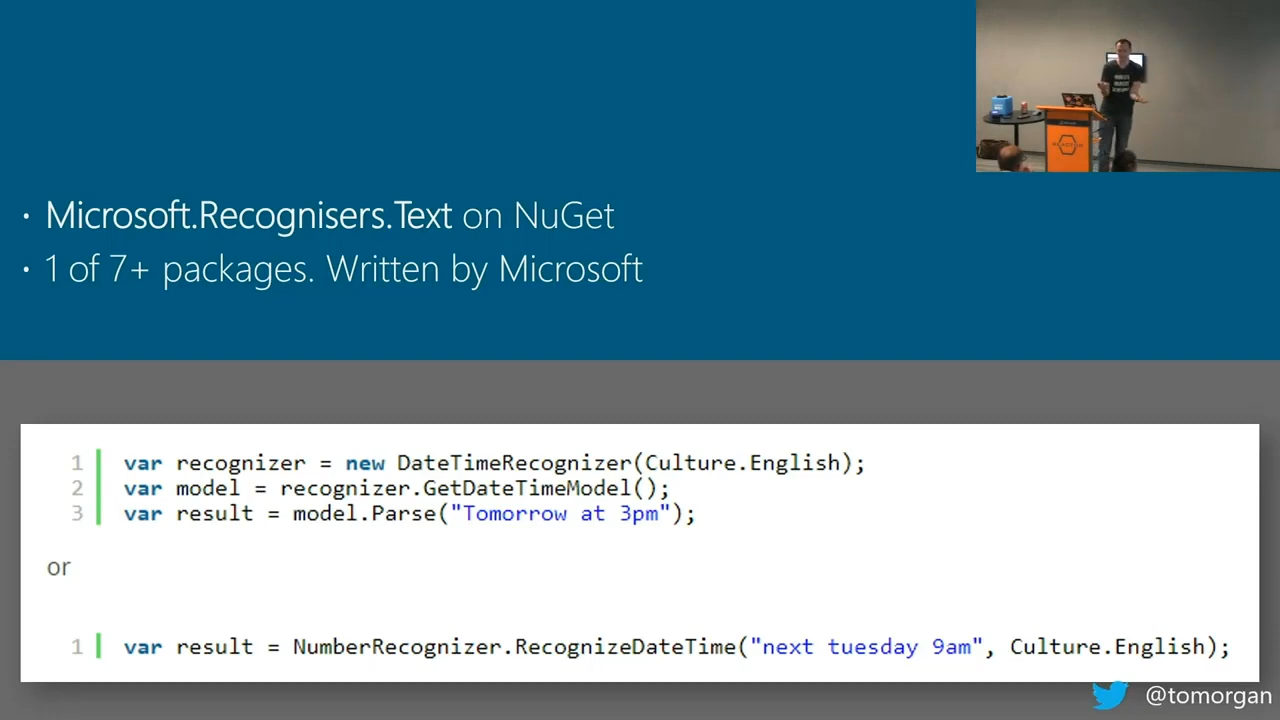 · Microsoft.Recognisers.Text on NuGet
· 1 of 7+ packages. Written by Microsoft
1 var recognizer = new DateTimeRecognizer(Culture.English);
2 var model = recognizer.GetDateTimeModel();
3 var result = model.Parse("Tomorrow at 3pm");
or
1 var result = NumberRecognizer.RecognizeDateTime("next tuesday 9am", Culture.English);
@tomorgan